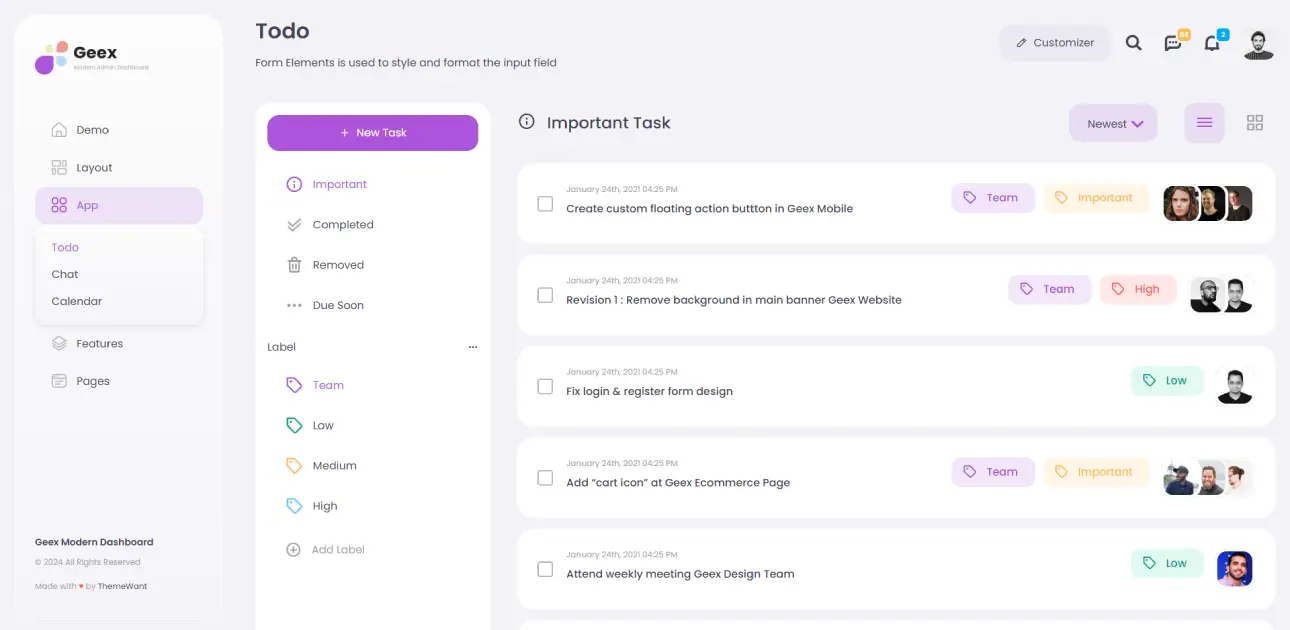 Geex
Modern Admin Dashboard
Demo
Layout
App
Todo
Chat
Calendar
Features
Pages
Geex Modern Dashboard
© 2024 All Rights Reserved
Made with ♥ by ThemeWant
Todo
Form Elements is used to style and format the input field
Customizer
2
+ New Task
Important
Completed
Removed
Due Soon
Label
Team
Low
Medium
High
Add Label
Important Task
Newest
January 24th, 2021 04:25 PM
Create custom floating action buttton in Geex Mobile
Team
Important
January 24th, 2021 04:25 PM
Revision 1 : Remove background in main banner Geex Website
Team
High
January 24th, 2021 04:25 PM
Fix login & register form design
Low
January 24th, 2021 04:25 PM
Add “cart icon” at Geex Ecommerce Page
Team
Important
January 24th, 2021 04:25 PM
Attend weekly meeting Geex Design Team
Low